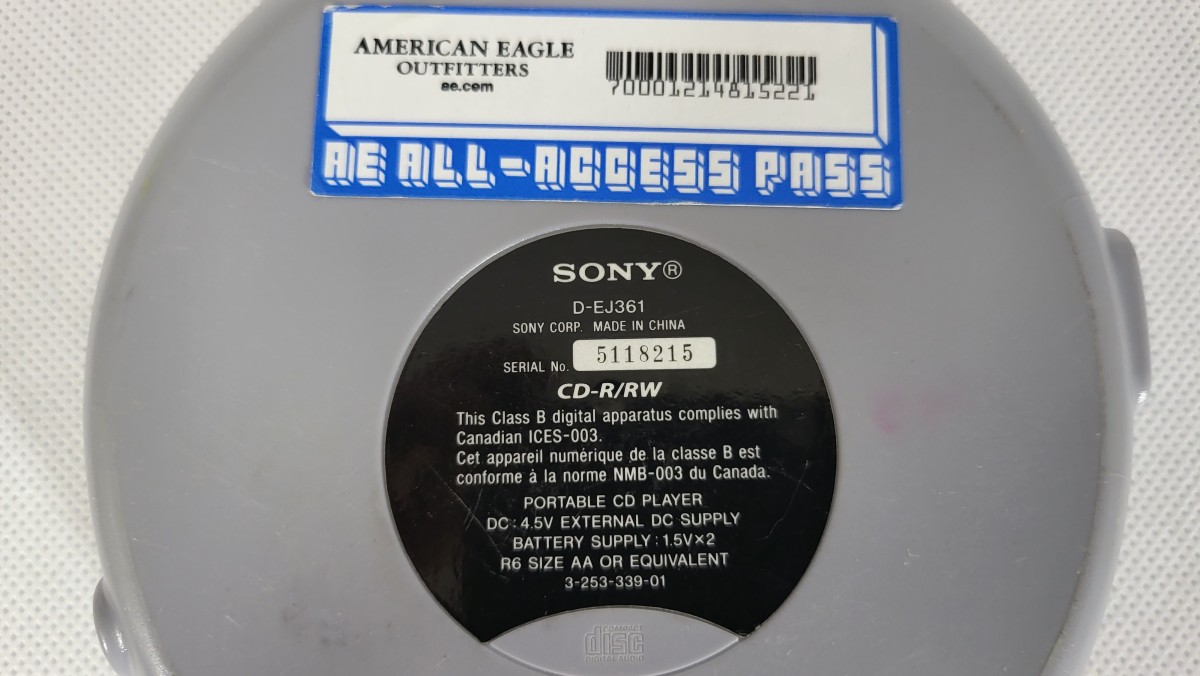 AMERICAN EAGLE
OUTFITTERS
ae.com
70001214815221
AE ALL-ACCESS PASS
SONY®
D-EJ361
SONY CORP. MADE IN CHINA
SERIAL No. 5118215
CD-R/RW
This Class B digital apparatus complies with
Canadian ICES-003.
Cet appareil numérique de la classe B est
conforme à la norme NMB-003 du Canada.
PORTABLE CD PLAYER
DC : 4.5V EXTERNAL DC SUPPLY
BATTERY SUPPLY : 1.5V×2
R6 SIZE AA OR EQUIVALENT
3-253-339-01
COMPACT
disc
DIGITAL AUDIO